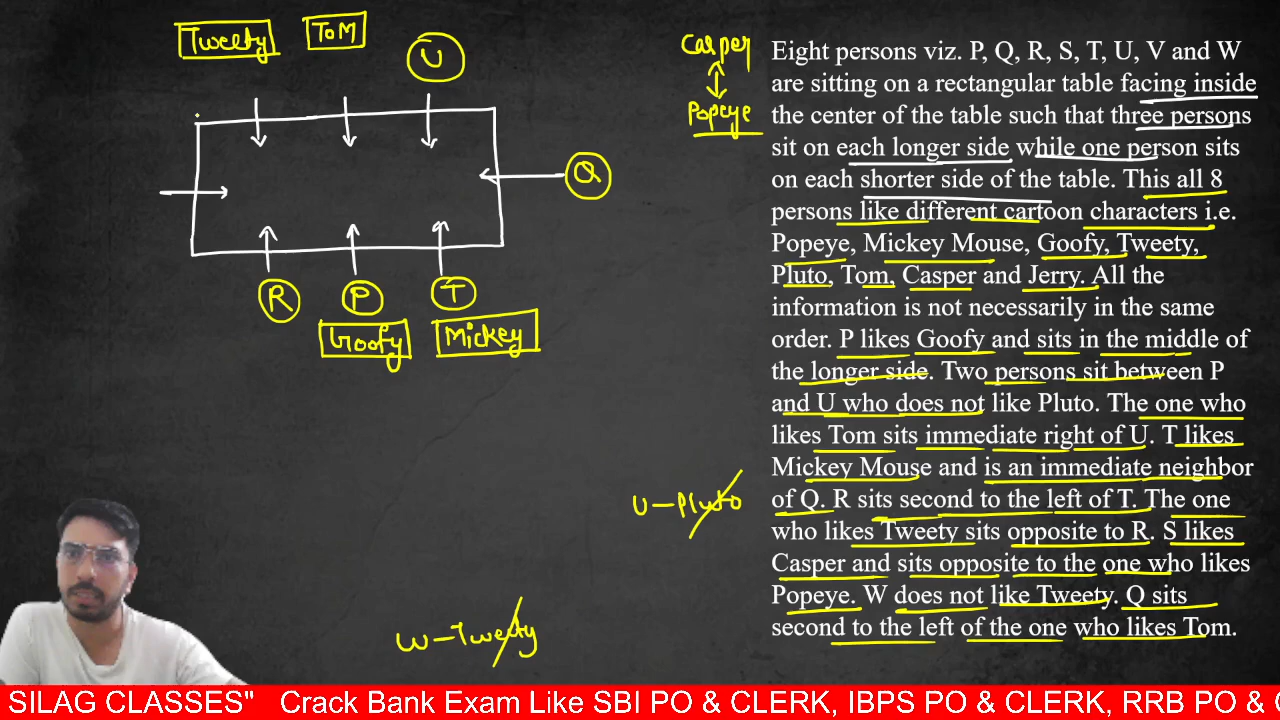 Tweety
ToM
U
Q
R
P
T
Goofy
Mickey
Casper
Popeye
U - Pluto
W - Tweety
Eight persons viz. P, Q, R, S, T, U, V and W
are sitting on a rectangular table facing inside
the center of the table such that three persons
sit on each longer side while one person sits
on each shorter side of the table. This all 8
persons like different cartoon characters i.e.
Popeye, Mickey Mouse, Goofy, Tweety,
Pluto, Tom, Casper and Jerry. All the
information is not necessarily in the same
order. P likes Goofy and sits in the middle of
the longer side. Two persons sit between P
and U who does not like Pluto. The one who
likes Tom sits immediate right of U. T likes
Mickey Mouse and is an immediate neighbor
of Q. R sits second to the left of T. The one
who likes Tweety sits opposite to R. S likes
Casper and sits opposite to the one who likes
Popeye. W does not like Tweety. Q sits
second to the left of the one who likes Tom.
SILAG CLASSES" Crack Bank Exam Like SBI PO & CLERK, IBPS PO & CLERK, RRB PO &